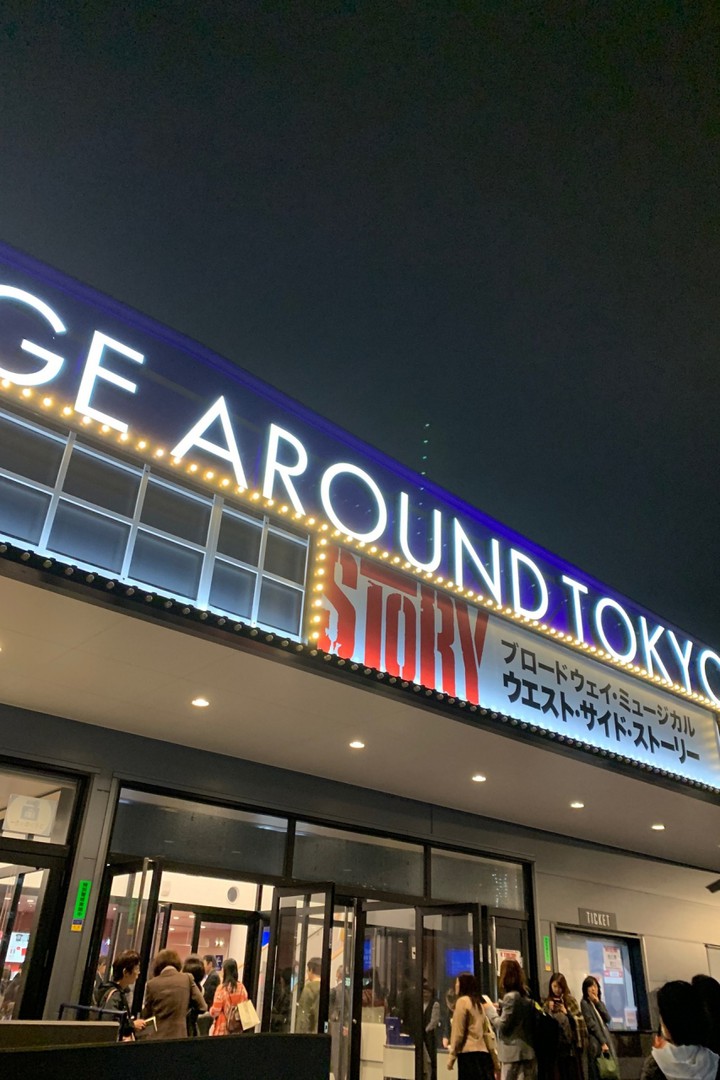 GE AROUND TOKYO
STORY
ブロードウェイ・ミュージカル
ウエスト・サイド・ストーリー
TICKET